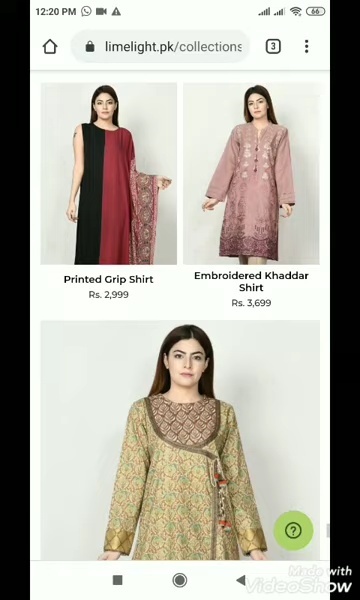 12:20 PM
66
limelight.pk/collections
3
Printed Grip Shirt
Rs. 2,999
Embroidered Khaddar
Shirt
Rs. 3,699
?
Made with
VideoShow